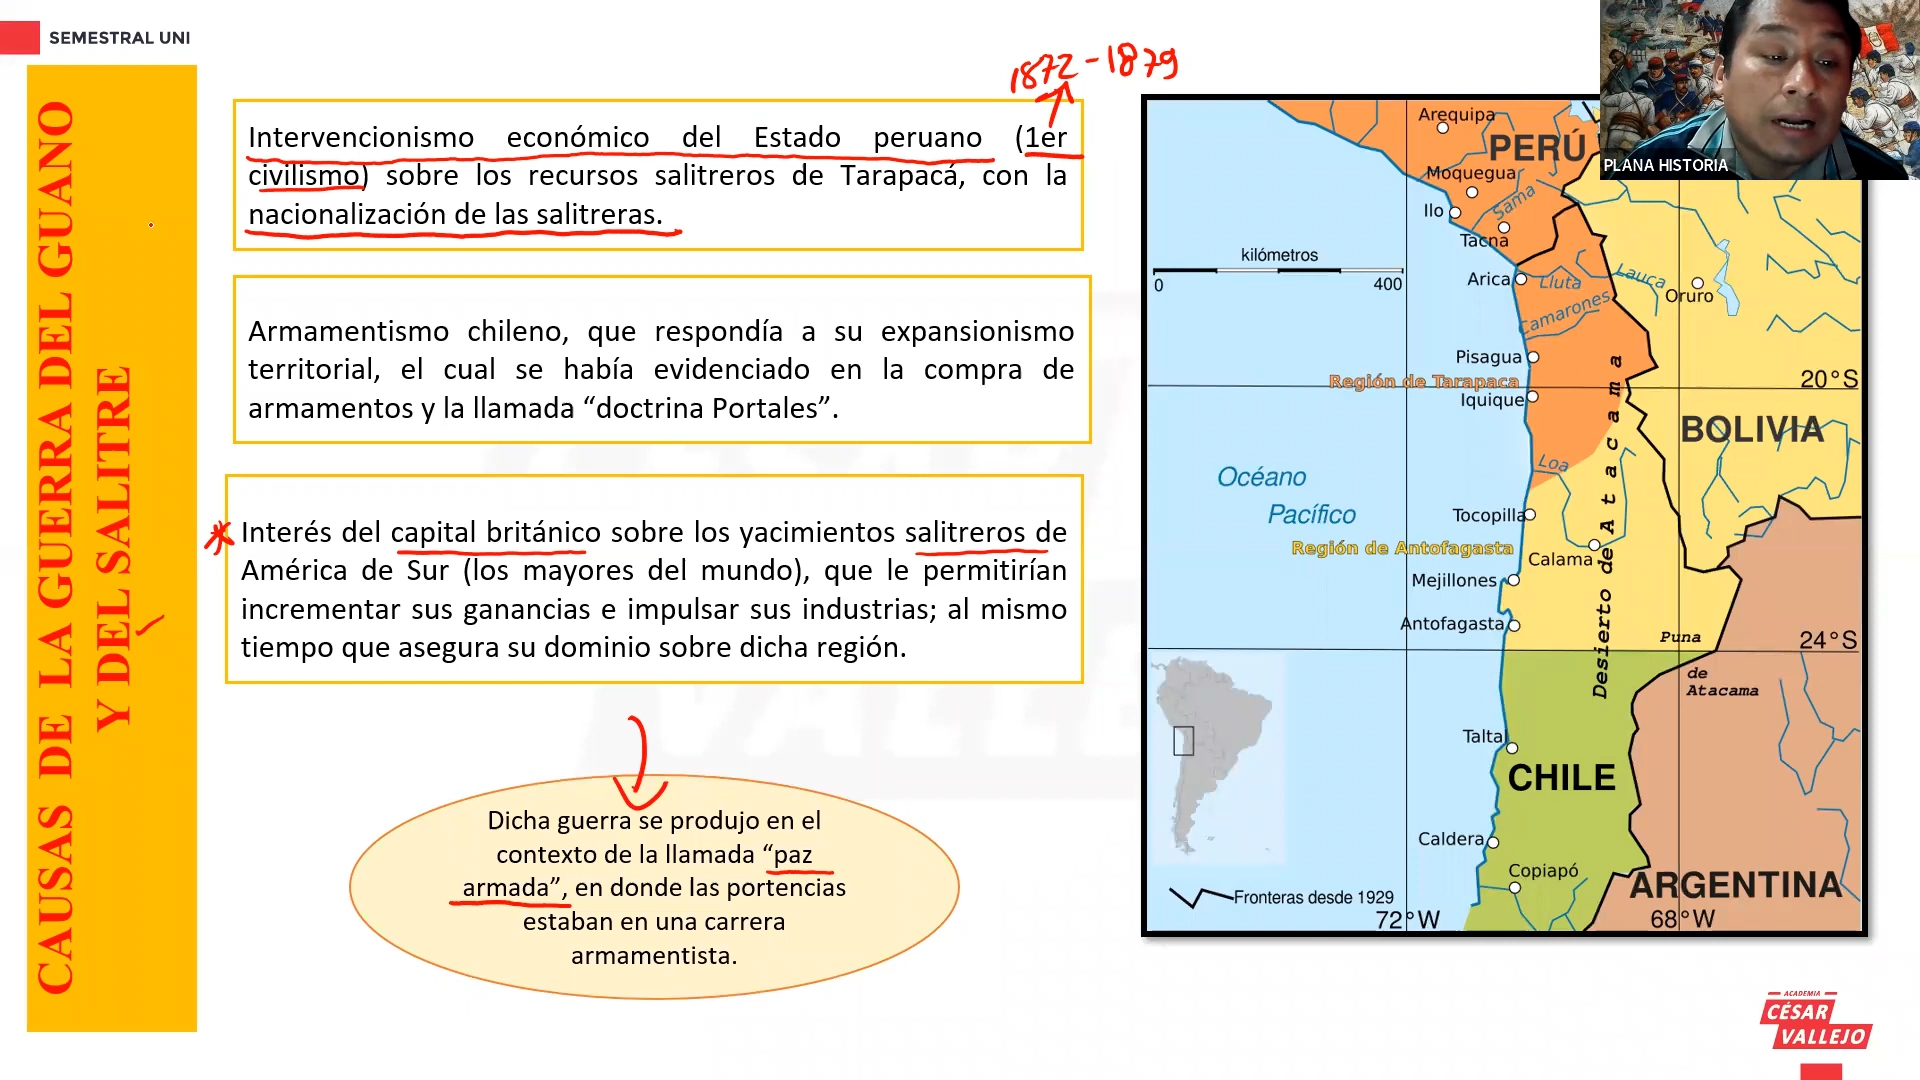 SEMESTRAL UNI
CAUSAS DE LA GUERRA DEL GUANO
Y DEL SALITRE
1872 - 1879
Intervencionismo económico del Estado peruano (1er
civilismo) sobre los recursos salitreros de Tarapacá, con la
nacionalización de las salitreras.
Armamentismo chileno, que respondía a su expansionismo
territorial, el cual se había evidenciado en la compra de
armamentos y la llamada “doctrina Portales”.
Interés del capital británico sobre los yacimientos salitreros de
América de Sur (los mayores del mundo), que le permitirían
incrementar sus ganancias e impulsar sus industrias; al mismo
tiempo que asegura su dominio sobre dicha región.
Dicha guerra se produjo en el
contexto de la llamada “paz
armada”, en donde las portencias
estaban en una carrera
armamentista.
PLANA HISTORIA
Arequipa
PERÚ
Moquegua
Ilo
Sama
Tacna
kilómetros
0 400
Arica
Lluta
Lauca
Oruro
Camarones
Pisagua
Región de Tarapaca
20°S
Iquique
BOLIVIA
Loa
Océano
Pacífico
Tocopilla
Región de Antofagasta
Calama
Desierto de Atacama
Mejillones
Antofagasta
Puna
24°S
de
Atacama
Talta
CHILE
Caldera
Copiapó
ARGENTINA
Fronteras desde 1929
72°W
68°W
ACADEMIA
CÉSAR
VALLEJO